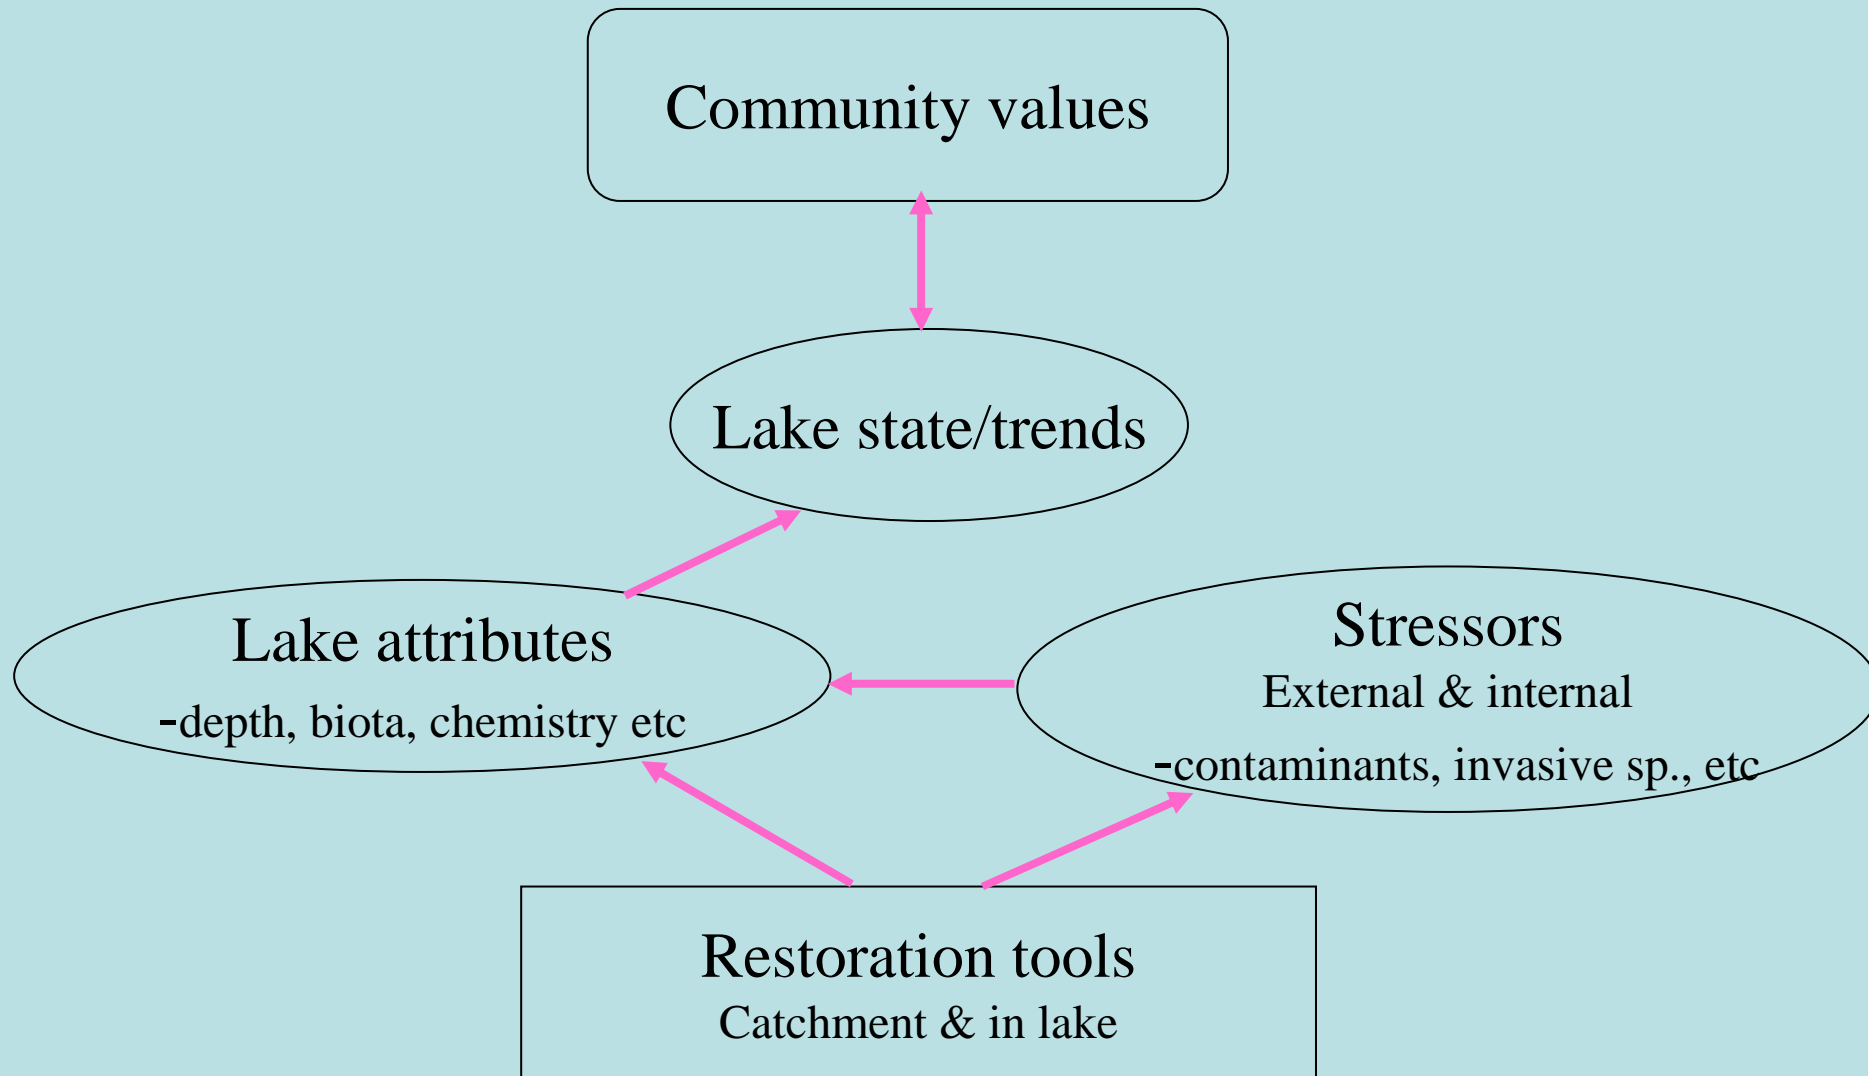 Community values
Lake state/trends
Lake attributes
-depth, biota, chemistry etc
Stressors
External & internal
-contaminants, invasive sp., etc
Restoration tools
Catchment & in lake